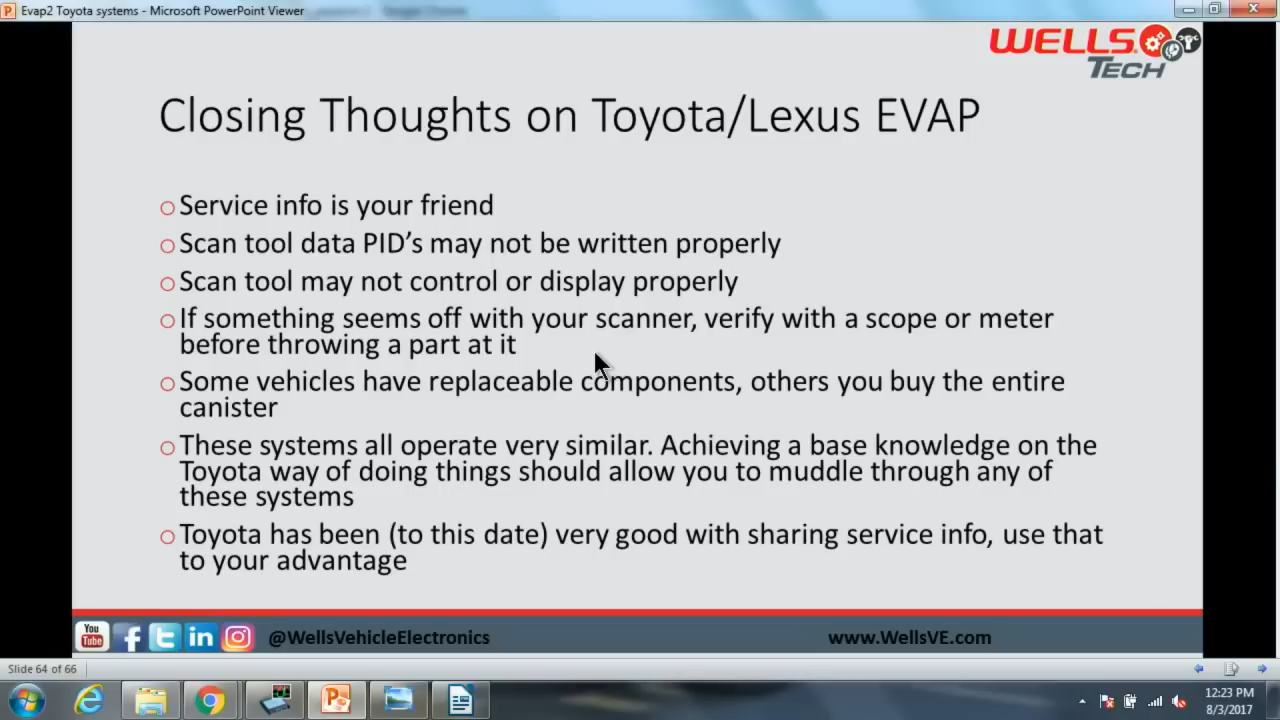 Evap2 Toyota systems - Microsoft PowerPoint Viewer
WELLS
TECH
Closing Thoughts on Toyota/Lexus EVAP
Service info is your friend
Scan tool data PID's may not be written properly
Scan tool may not control or display properly
If something seems off with your scanner, verify with a scope or meter
before throwing a part at it
Some vehicles have replaceable components, others you buy the entire
canister
These systems all operate very similar. Achieving a base knowledge on the
Toyota way of doing things should allow you to muddle through any of
these systems
Toyota has been (to this date) very good with sharing service info, use that
to your advantage
You
Tube
@WellsVehicleElectronics
www.WellsVE.com
Slide 64 of 66
12:23 PM
8/3/2017